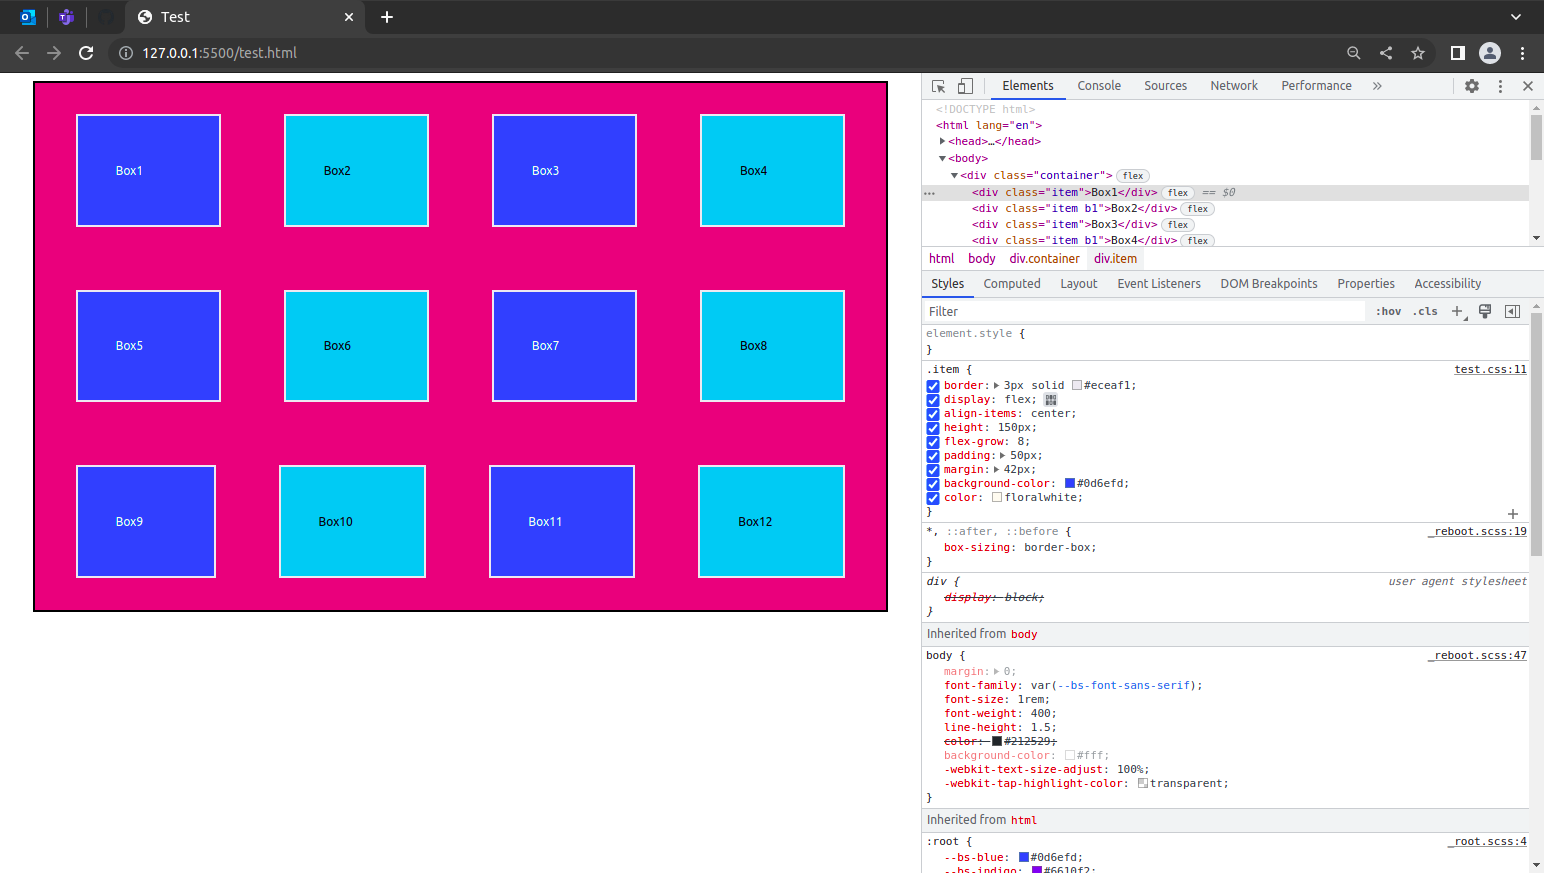 Test
127.0.0.1:5500/test.html
Box1 Box2 Box3 Box4
Box5 Box6 Box7 Box8
Box9 Box10 Box11 Box12
Elements Console Sources Network Performance »
<!DOCTYPE html>
<html lang="en">
<head>…</head>
<body>
<div class="container"> flex
<div class="item">Box1</div> flex == $0
<div class="item b1">Box2</div> flex
<div class="item">Box3</div> flex
<div class="item b1">Box4</div> flex
html body div.container div.item
Styles Computed Layout Event Listeners DOM Breakpoints Properties Accessibility
Filter :hov .cls
element.style {
}
.item { test.css:11
border: 3px solid #eceaf1;
display: flex;
align-items: center;
height: 150px;
flex-grow: 8;
padding: 50px;
margin: 42px;
background-color: #0d6efd;
color: floralwhite;
}
*, ::after, ::before { _reboot.scss:19
box-sizing: border-box;
}
div { user agent stylesheet
display: block;
}
Inherited from body
body { _reboot.scss:47
margin: 0;
font-family: var(--bs-font-sans-serif);
font-size: 1rem;
font-weight: 400;
line-height: 1.5;
color: #212529;
background-color: #fff;
-webkit-text-size-adjust: 100%;
-webkit-tap-highlight-color: transparent;
}
Inherited from html
:root { _root.scss:4
--bs-blue: #0d6efd;
--bs-indigo: #6610f2;